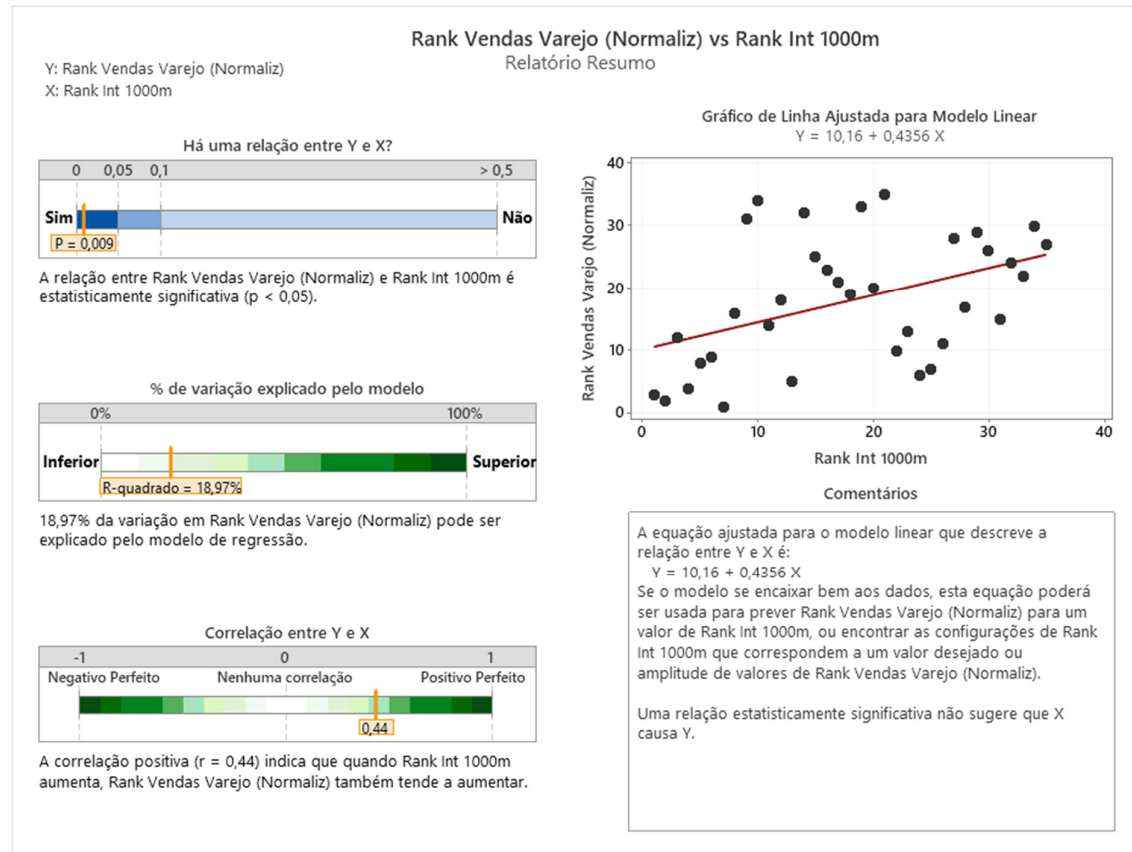 Rank Vendas Varejo (Normaliz) vs Rank Int 1000m
Relatório Resumo
Y: Rank Vendas Varejo (Normaliz)
X: Rank Int 1000m
Há uma relação entre Y e X?
0 0,05 0,1 > 0,5
Sim Não
P = 0,009
A relação entre Rank Vendas Varejo (Normaliz) e Rank Int 1000m é
estatisticamente significativa (p < 0,05).
% de variação explicado pelo modelo
0% 100%
Inferior Superior
R-quadrado = 18,97%
18,97% da variação em Rank Vendas Varejo (Normaliz) pode ser
explicado pelo modelo de regressão.
Correlação entre Y e X
-1 0 1
Negativo Perfeito Nenhuma correlação Positivo Perfeito
0,44
A correlação positiva (r = 0,44) indica que quando Rank Int 1000m
aumenta, Rank Vendas Varejo (Normaliz) também tende a aumentar.
Gráfico de Linha Ajustada para Modelo Linear
Y = 10,16 + 0,4356 X
Rank Vendas Varejo (Normaliz)
40
30
20
10
0
0 10 20 30 40
Rank Int 1000m
Comentários
A equação ajustada para o modelo linear que descreve a
relação entre Y e X é:
Y = 10,16 + 0,4356 X
Se o modelo se encaixar bem aos dados, esta equação poderá
ser usada para prever Rank Vendas Varejo (Normaliz) para um
valor de Rank Int 1000m, ou encontrar as configurações de Rank
Int 1000m que correspondem a um valor desejado ou
amplitude de valores de Rank Vendas Varejo (Normaliz).
Uma relação estatisticamente significativa não sugere que X
causa Y.